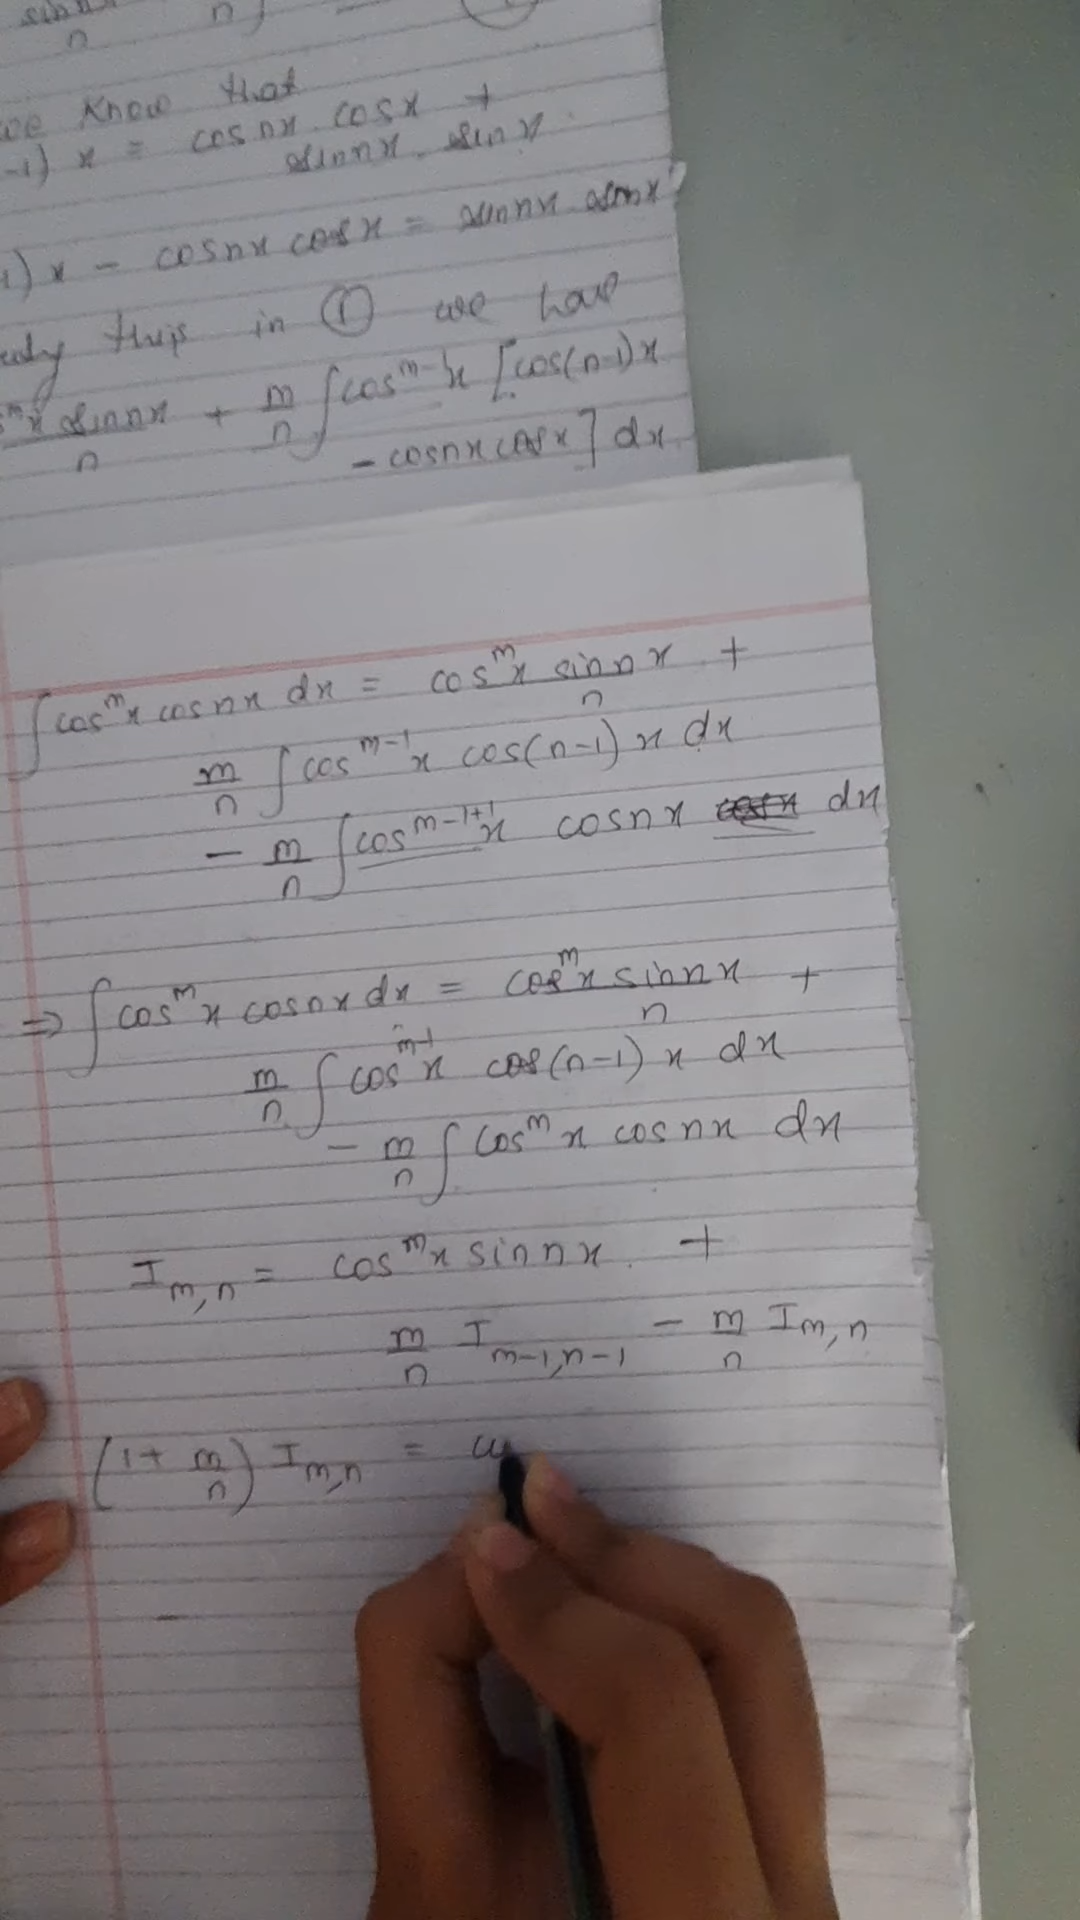 sin n
n n
we know that
-1) x = cos nx cos x +
sin nx. sin x.
1) x - cos nx cos x = sin nx sin x
this in ① we have
m x sin nx + m ∫ cos^{m-1} x [cos(n-1)x
n n
- cos nx cos x] dx
∫ cos^m x cos nx dx = cos^m x sin nx +
n
m ∫ cos^{m-1} x cos(n-1) x dx
n
- m ∫ cos^{m-1+1} x cos nx dx
n
⇒ ∫ cos^m x cos nx dx = cos^m x sin nx +
n
m ∫ cos^{m-1} x cos(n-1) x dx
n
- m ∫ cos^m x cos nx dx
n
I_{m,n} = cos^m x sin nx. +
m I_{m-1,n-1} - m I_{m,n}
n n
(1 + m ) I_{m,n} =
n